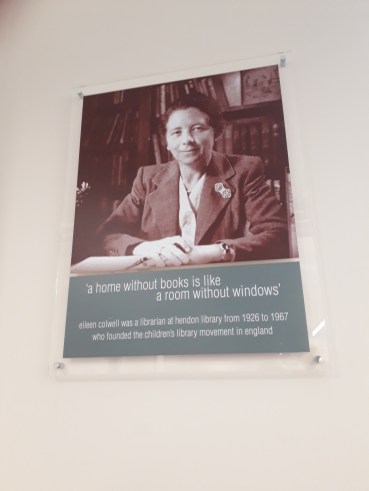 'a home without books is like
a room without windows'
eileen colwell was a librarian at hendon library from 1926 to 1967
who founded the children's library movement in england